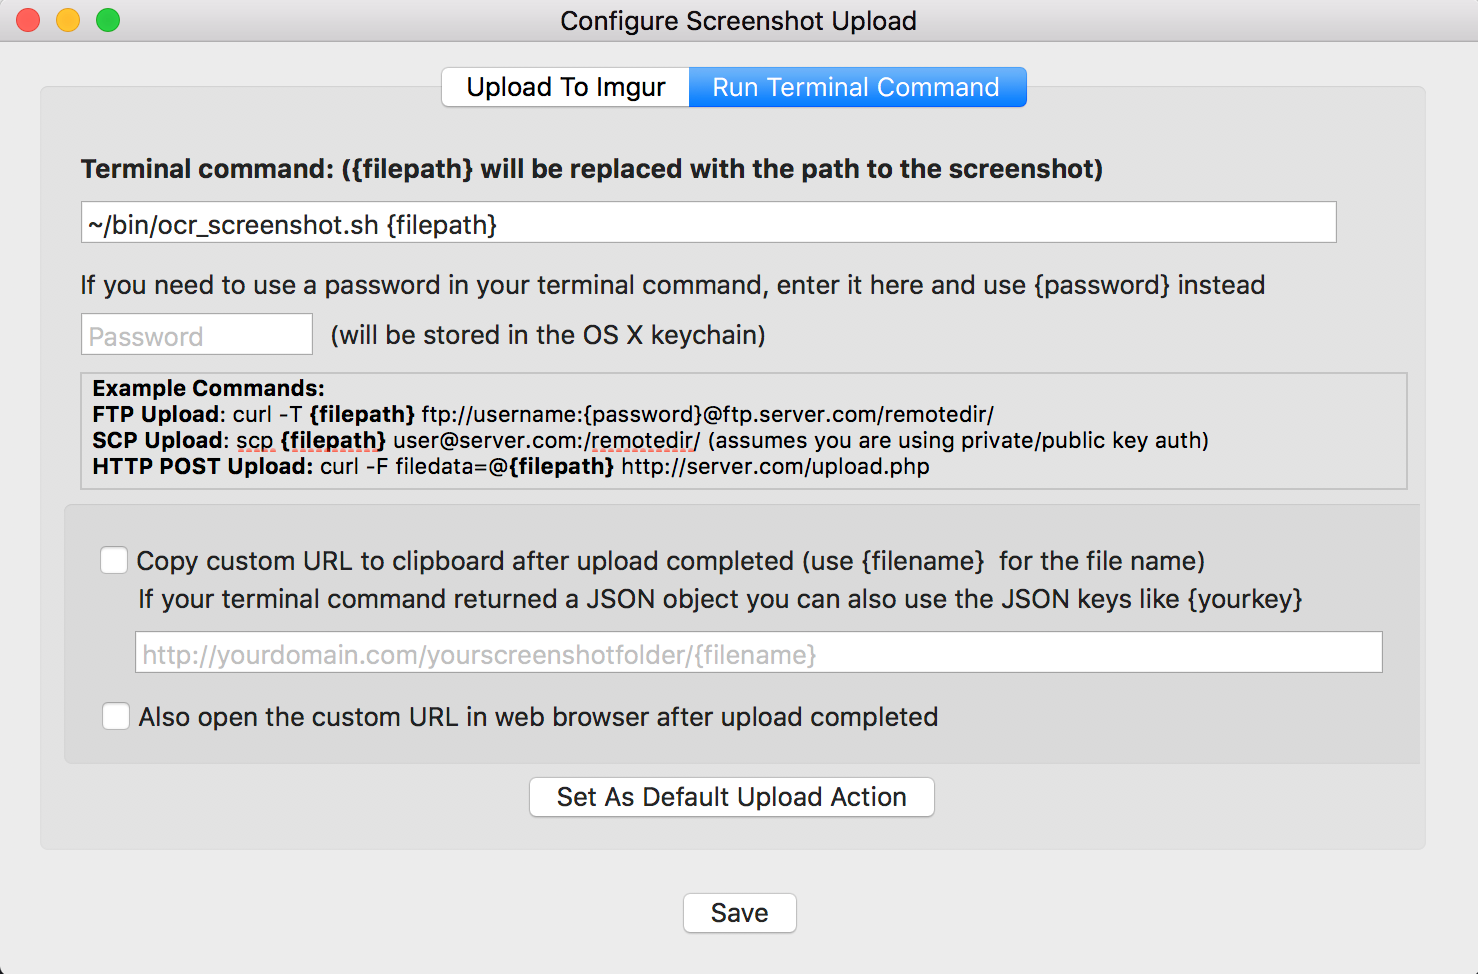 Configure Screenshot Upload
Upload To Imgur
Run Terminal Command
Terminal command: ({filepath} will be replaced with the path to the screenshot)
~/bin/ocr_screenshot.sh {filepath}
If you need to use a password in your terminal command, enter it here and use {password} instead
Password
(will be stored in the OS X keychain)
Example Commands:
FTP Upload: curl -T {filepath} ftp://username:{password}@ftp.server.com/remotedir/
SCP Upload: scp {filepath} user@server.com:/remotedir/ (assumes you are using private/public key auth)
HTTP POST Upload: curl -F filedata=@{filepath} http://server.com/upload.php
Copy custom URL to clipboard after upload completed (use {filename}  for the file name)
If your terminal command returned a JSON object you can also use the JSON keys like {yourkey}
http://yourdomain.com/yourscreenshotfolder/{filename}
Also open the custom URL in web browser after upload completed
Set As Default Upload Action
Save